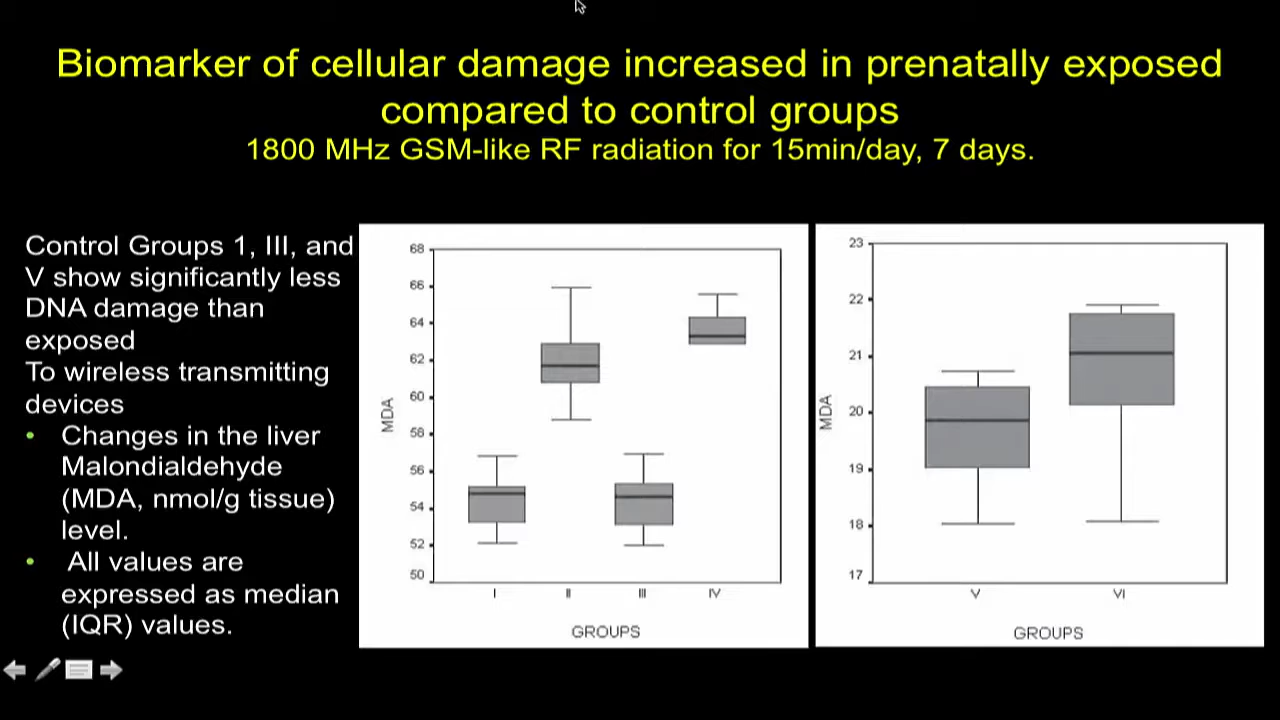 Biomarker of cellular damage increased in prenatally exposed
compared to control groups
1800 MHz GSM-like RF radiation for 15min/day, 7 days.
Control Groups 1, III, and
V show significantly less
DNA damage than
exposed
To wireless transmitting
devices
• Changes in the liver
Malondialdehyde
(MDA, nmol/g tissue)
level.
• All values are
expressed as median
(IQR) values.
68
66
64
62
60
58
56
54
52
50
MDA
I II III IV
GROUPS
23
22
21
20
19
18
17
MDA
V VI
GROUPS